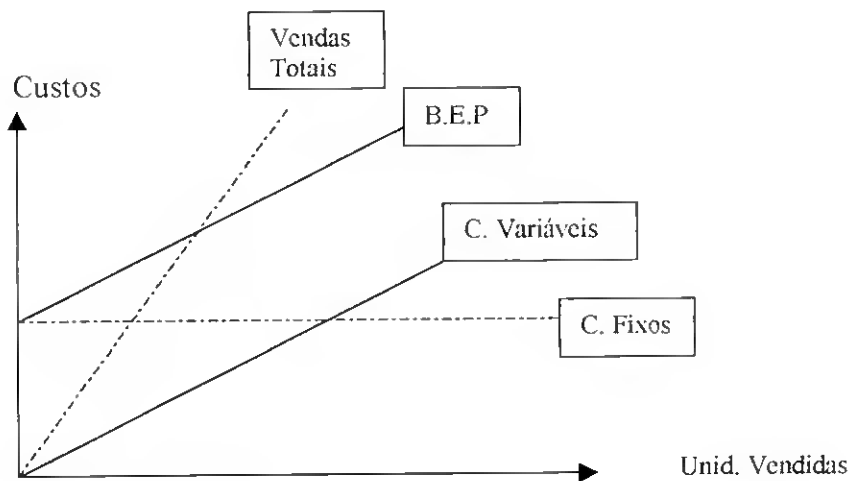 Vendas
Totais
Custos
B.E.P
C. Variáveis
C. Fixos
Unid. Vendidas